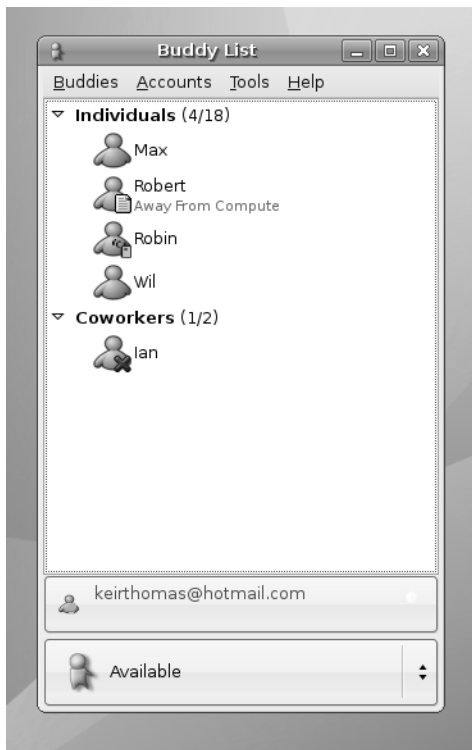 Buddy List
Buddies Accounts Tools Help
Individuals (4/18)
Max
Robert
Away From Compute
Robin
Wil
Coworkers (1/2)
Ian
keirthomas@hotmail.com
Available